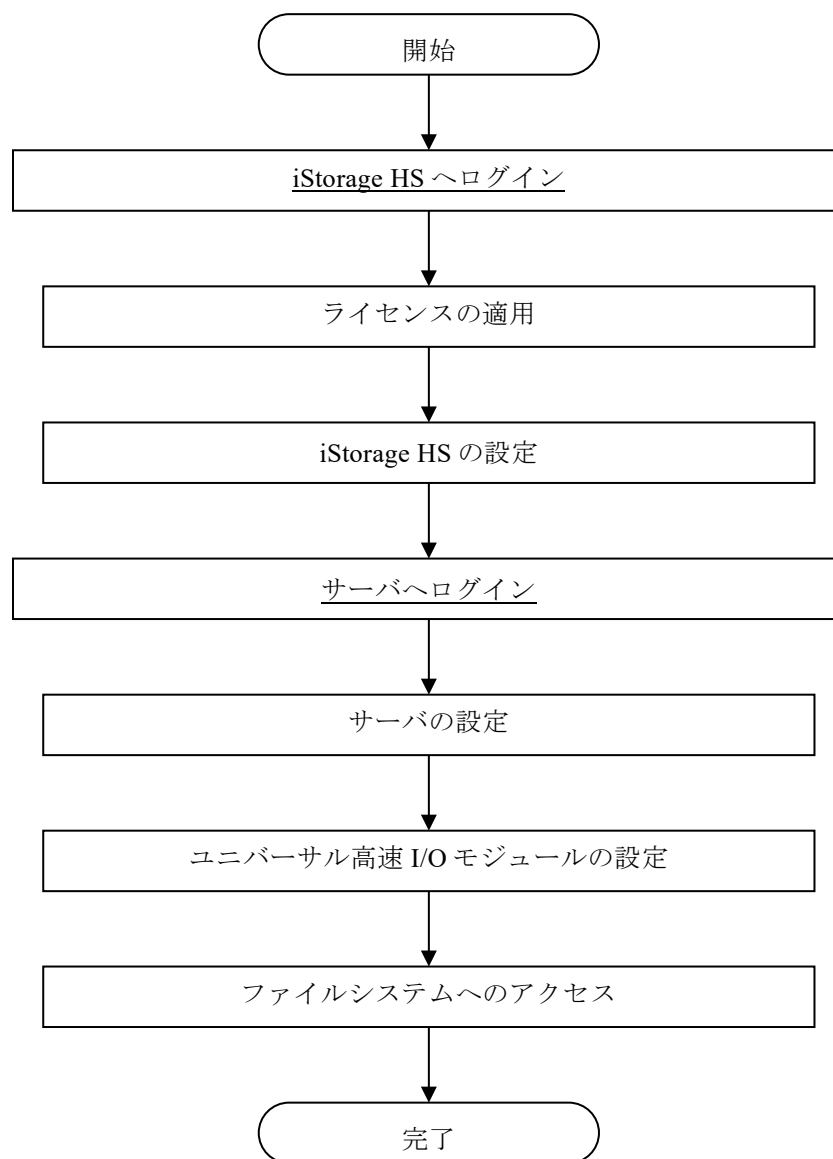 開始
iStorage HS へログイン
ライセンスの適用
iStorage HS の設定
サーバへログイン
サーバの設定
ユニバーサル高速 I/O モジュールの設定
ファイルシステムへのアクセス
完了